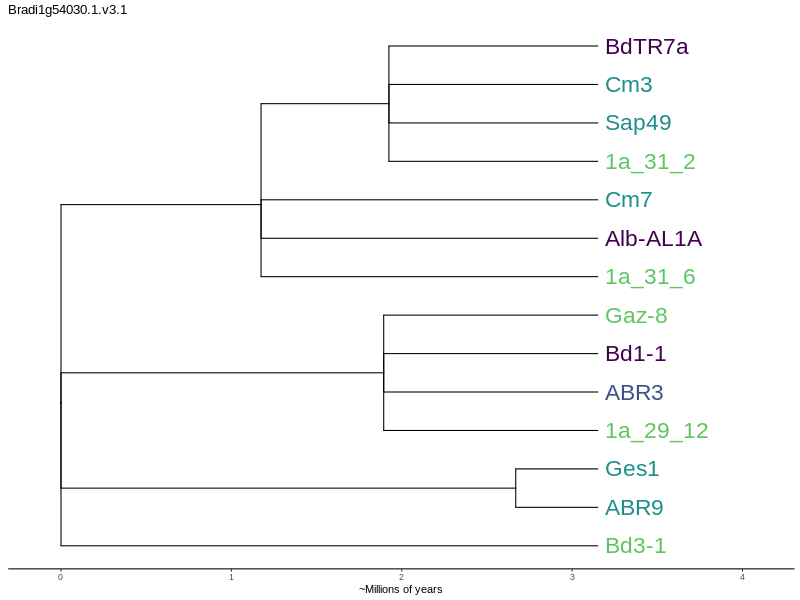 Bradi1g54030.1.v3.1
BdTR7a
Cm3
Sap49
1a_31_2
Cm7
Alb-AL1A
1a_31_6
Gaz-8
Bd1-1
ABR3
1a_29_12
Ges1
ABR9
Bd3-1
0 1 2 3 4
~Millions of years